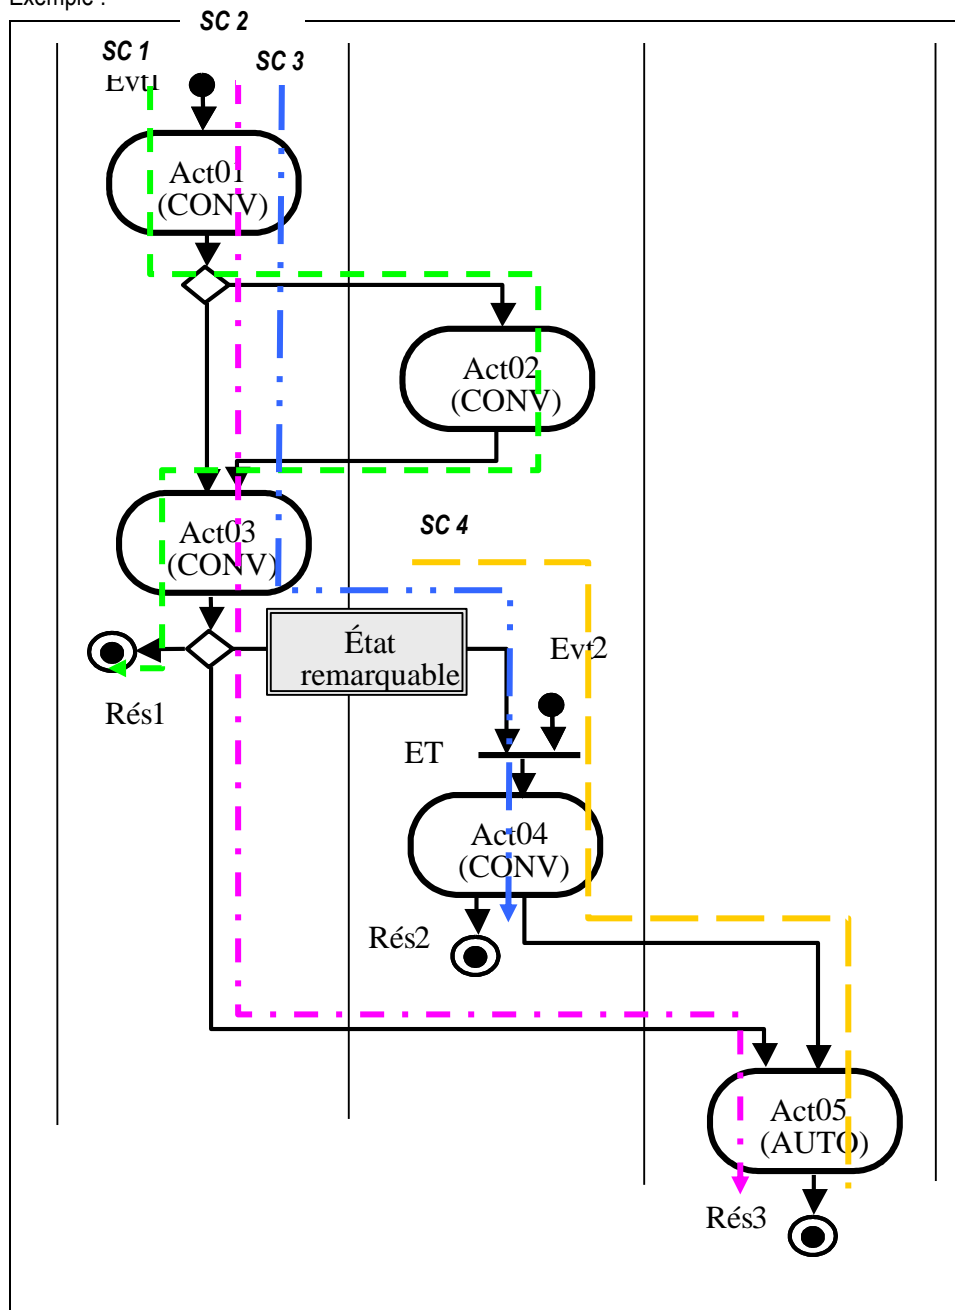 Exemple :
SC 2
SC 1
SC 3
Evt1
Act01
(CONV)
Act02
(CONV)
Act03
(CONV)
SC 4
État
remarquable
Evt2
Rés1
ET
Act04
(CONV)
Rés2
Act05
(AUTO)
Rés3